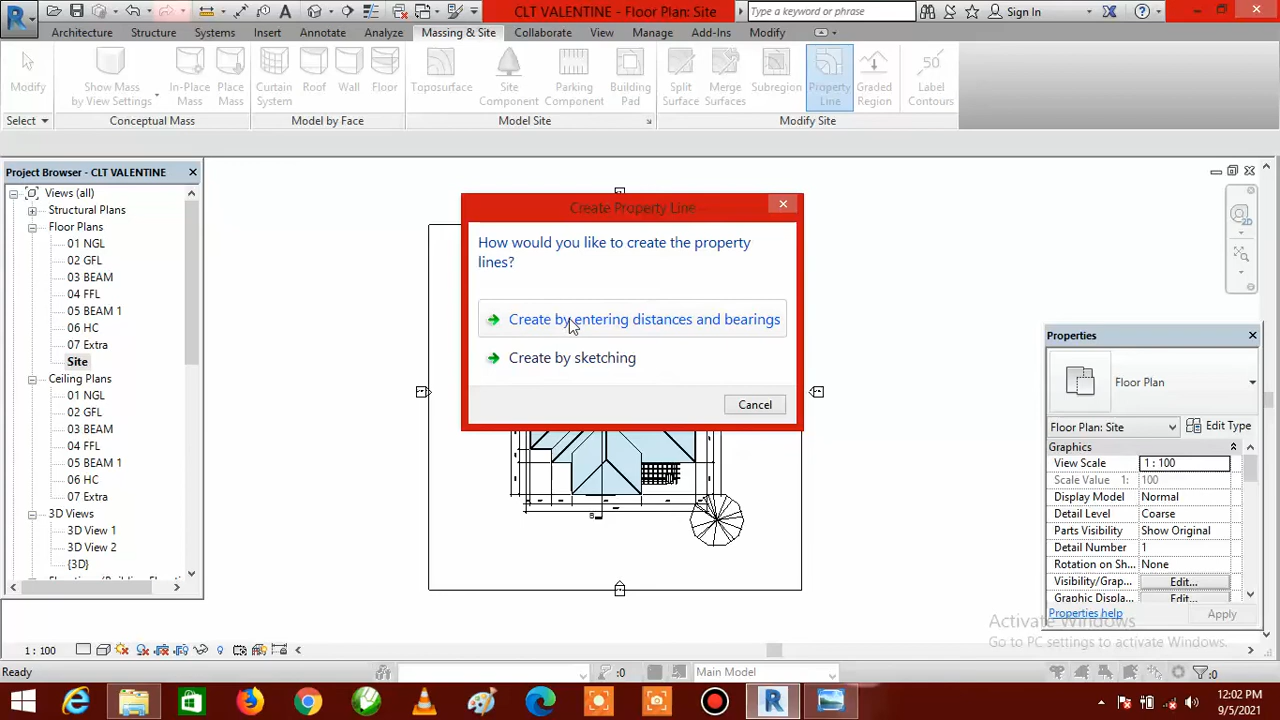 CLT VALENTINE - Floor Plan: Site
Type a keyword or phrase
Sign In
Architecture Structure Systems Insert Annotate Analyze Massing & Site Collaborate View Manage Add-Ins Modify
Modify
Show Mass
by View Settings
In-Place
Mass
Place
Mass
Curtain
System
Roof
Wall
Floor
Toposurface
Site
Component
Parking
Component
Building
Pad
Split
Surface
Merge
Surfaces
Subregion
Property
Line
Graded
Region
50
Label
Contours
Select
Conceptual Mass
Model by Face
Model Site
Modify Site
Project Browser - CLT VALENTINE
Views (all)
Structural Plans
Floor Plans
01 NGL
02 GFL
03 BEAM
04 FFL
05 BEAM 1
06 HC
07 Extra
Site
Ceiling Plans
01 NGL
02 GFL
03 BEAM
04 FFL
05 BEAM 1
06 HC
07 Extra
3D Views
3D View 1
3D View 2
{3D}
Create Property Line
How would you like to create the property
lines?
Create by entering distances and bearings
Create by sketching
Cancel
2D
Properties
Floor Plan
Floor Plan: Site
Edit Type
Graphics
View Scale 1 : 100
Scale Value 1: 100
Display Model Normal
Detail Level Coarse
Parts Visibility Show Original
Detail Number 1
Rotation on Sh... None
Visibility/Grap... Edit...
Graphic Displa... Edit...
Properties help
Apply
Activate Windows
Go to PC settings to activate Windows.
1 : 100
Ready
:0
Main Model
:0
12:02 PM
9/5/2021